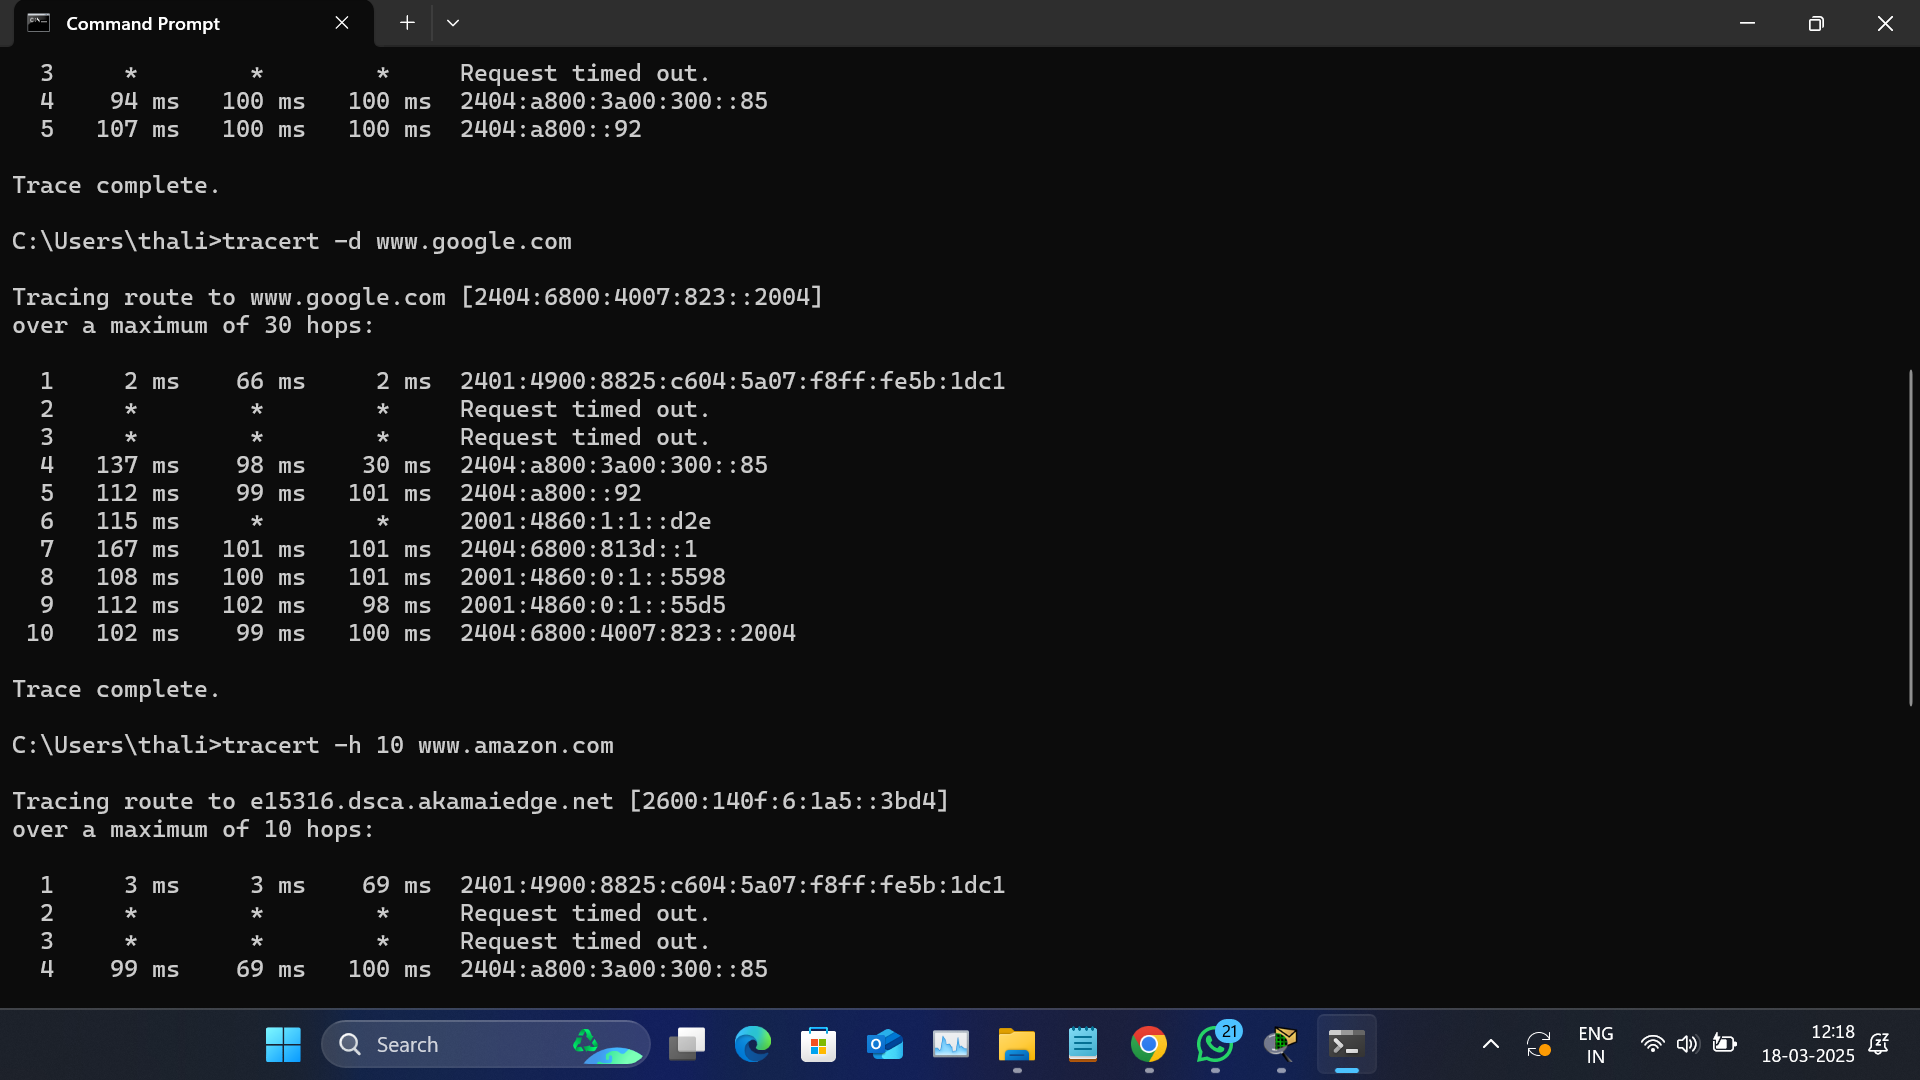 Command Prompt
3 * * * Request timed out.
4 94 ms 100 ms 100 ms 2404:a800:3a00:300::85
5 107 ms 100 ms 100 ms 2404:a800::92
Trace complete.
C:\Users\thali>tracert -d www.google.com
Tracing route to www.google.com [2404:6800:4007:823::2004]
over a maximum of 30 hops:
1 2 ms 66 ms 2 ms 2401:4900:8825:c604:5a07:f8ff:fe5b:1dc1
2 * * * Request timed out.
3 * * * Request timed out.
4 137 ms 98 ms 30 ms 2404:a800:3a00:300::85
5 112 ms 99 ms 101 ms 2404:a800::92
6 115 ms * * 2001:4860:1:1::d2e
7 167 ms 101 ms 101 ms 2404:6800:813d::1
8 108 ms 100 ms 101 ms 2001:4860:0:1::5598
9 112 ms 102 ms 98 ms 2001:4860:0:1::55d5
10 102 ms 99 ms 100 ms 2404:6800:4007:823::2004
Trace complete.
C:\Users\thali>tracert -h 10 www.amazon.com
Tracing route to e15316.dsca.akamaiedge.net [2600:140f:6:1a5::3bd4]
over a maximum of 10 hops:
1 3 ms 3 ms 69 ms 2401:4900:8825:c604:5a07:f8ff:fe5b:1dc1
2 * * * Request timed out.
3 * * * Request timed out.
4 99 ms 69 ms 100 ms 2404:a800:3a00:300::85
Search
21
ENG
IN
12:18
18-03-2025